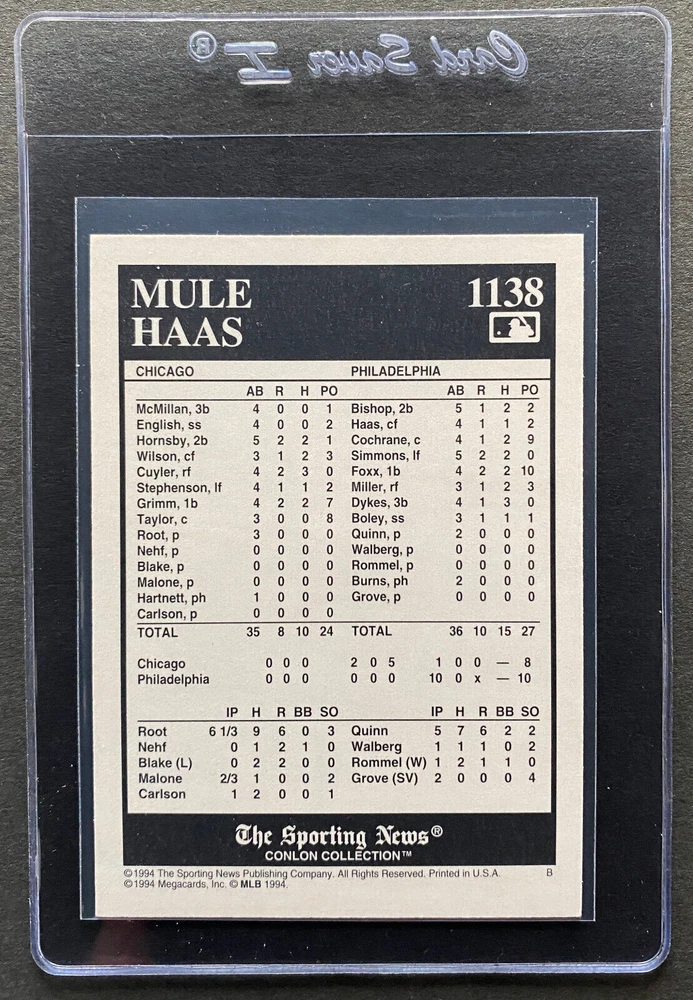 Card Saver I®
MULE HAAS 1138
CHICAGO PHILADELPHIA
AB R H PO AB R H PO
McMillan, 3b 4 0 0 1 Bishop, 2b 5 1 2 2
English, ss 4 0 0 2 Haas, cf 4 1 1 2
Hornsby, 2b 5 2 2 1 Cochrane, c 4 1 2 9
Wilson, cf 3 1 2 3 Simmons, lf 5 2 2 0
Cuyler, rf 4 2 3 0 Foxx, 1b 4 2 2 10
Stephenson, lf 4 1 1 2 Miller, rf 3 1 2 3
Grimm, 1b 4 2 2 7 Dykes, 3b 4 1 3 0
Taylor, c 3 0 0 8 Boley, ss 3 1 1 1
Root, p 3 0 0 0 Quinn, p 2 0 0 0
Nehf, p 0 0 0 0 Walberg, p 0 0 0 0
Blake, p 0 0 0 0 Rommel, p 0 0 0 0
Malone, p 0 0 0 0 Burns, ph 2 0 0 0
Hartnett, ph 1 0 0 0 Grove, p 0 0 0 0
Carlson, p 0 0 0 0
TOTAL 35 8 10 24 TOTAL 36 10 15 27
Chicago 0 0 0 2 0 5 1 0 0 — 8
Philadelphia 0 0 0 0 0 0 10 0 x — 10
IP H R BB SO IP H R BB SO
Root 6 1/3 9 6 0 3 Quinn 5 7 6 2 2
Nehf 0 1 2 1 0 Walberg 1 1 1 0 2
Blake (L) 0 2 2 0 0 Rommel (W) 1 2 1 1 0
Malone 2/3 1 0 0 2 Grove (SV) 2 0 0 0 4
Carlson 1 2 0 0 1
The Sporting News®
CONLON COLLECTION™
©1994 The Sporting News Publishing Company. All Rights Reserved. Printed in U.S.A. B
©1994 Megacards, Inc. © MLB 1994.